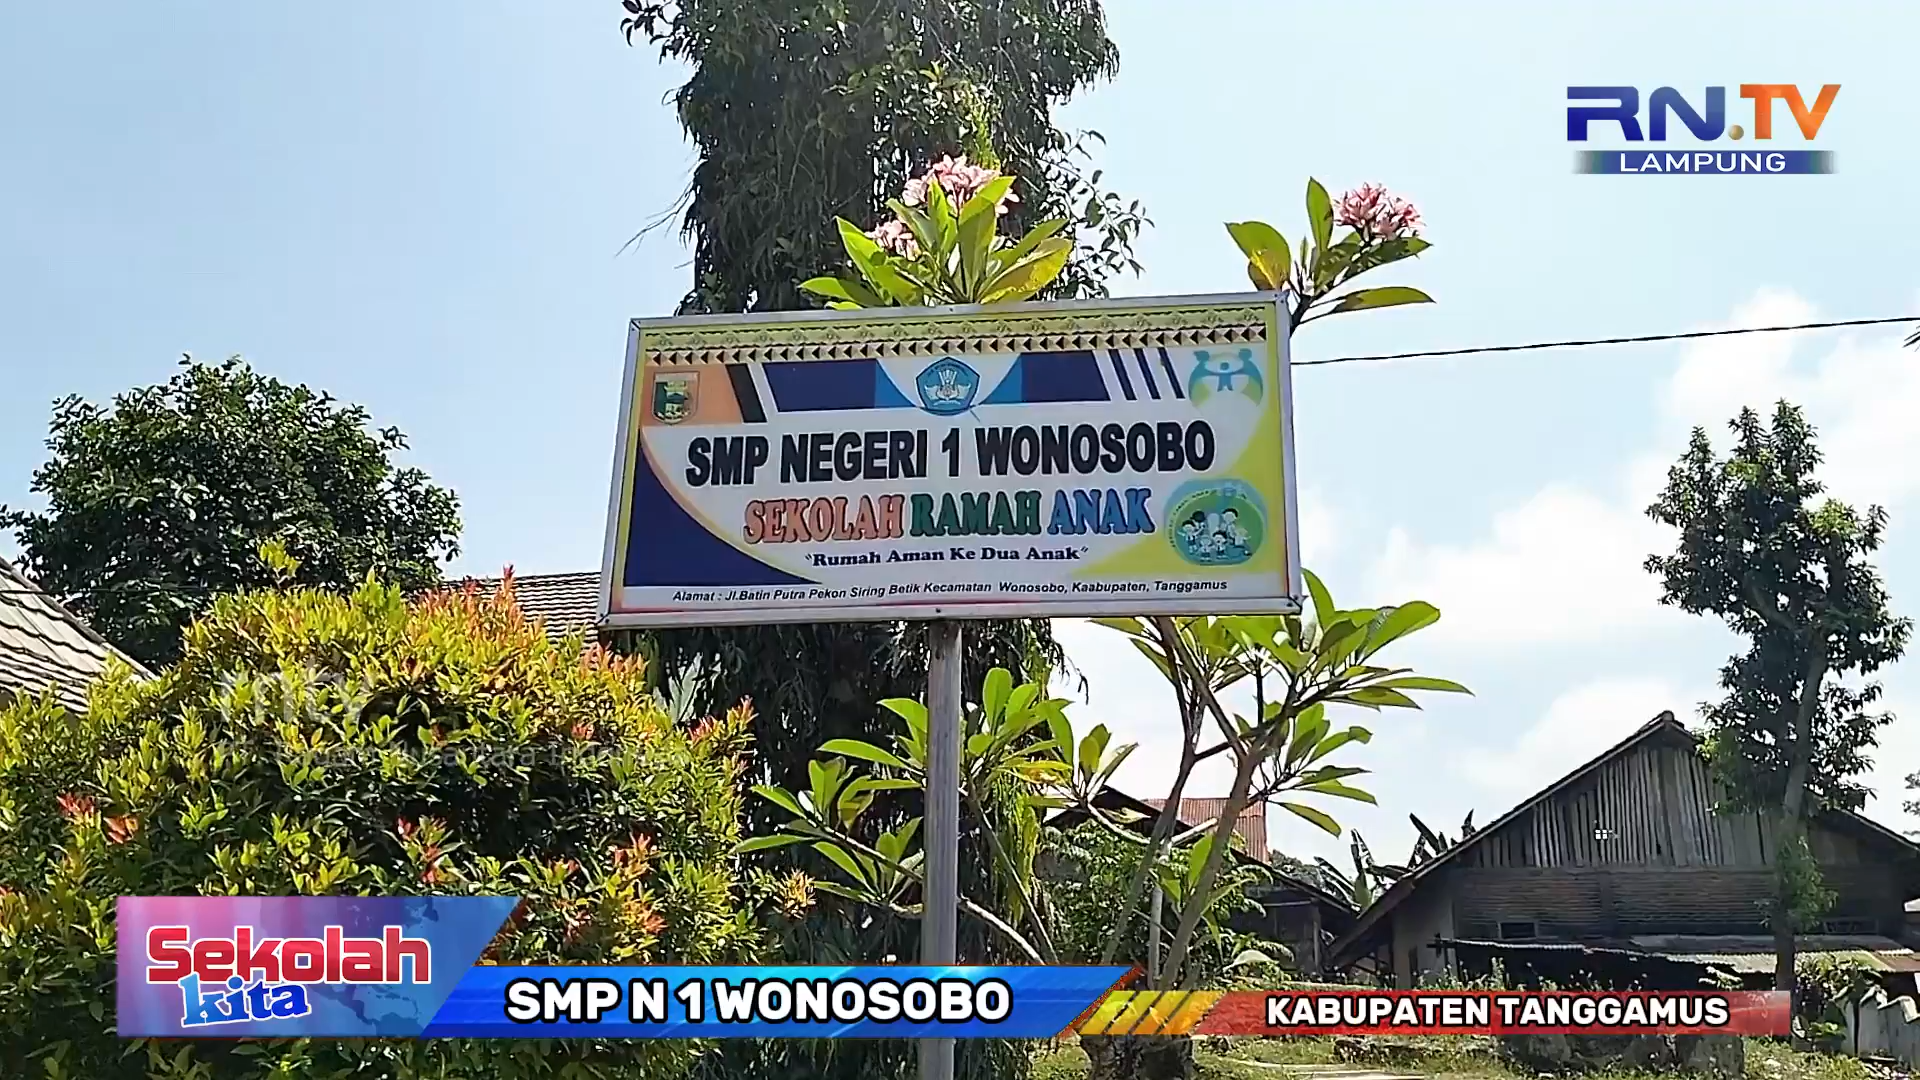 RN.TV
LAMPUNG
SMP NEGERI 1 WONOSOBO
SEKOLAH RAMAH ANAK
"Rumah Aman Ke Dua Anak"
Alamat : Jl.Batin Putra Pekon Siring Betik Kecamatan Wonosobo, Kaabupaten, Tanggamus
rntv
Sekolah
kita
SMP N 1 WONOSOBO
KABUPATEN TANGGAMUS